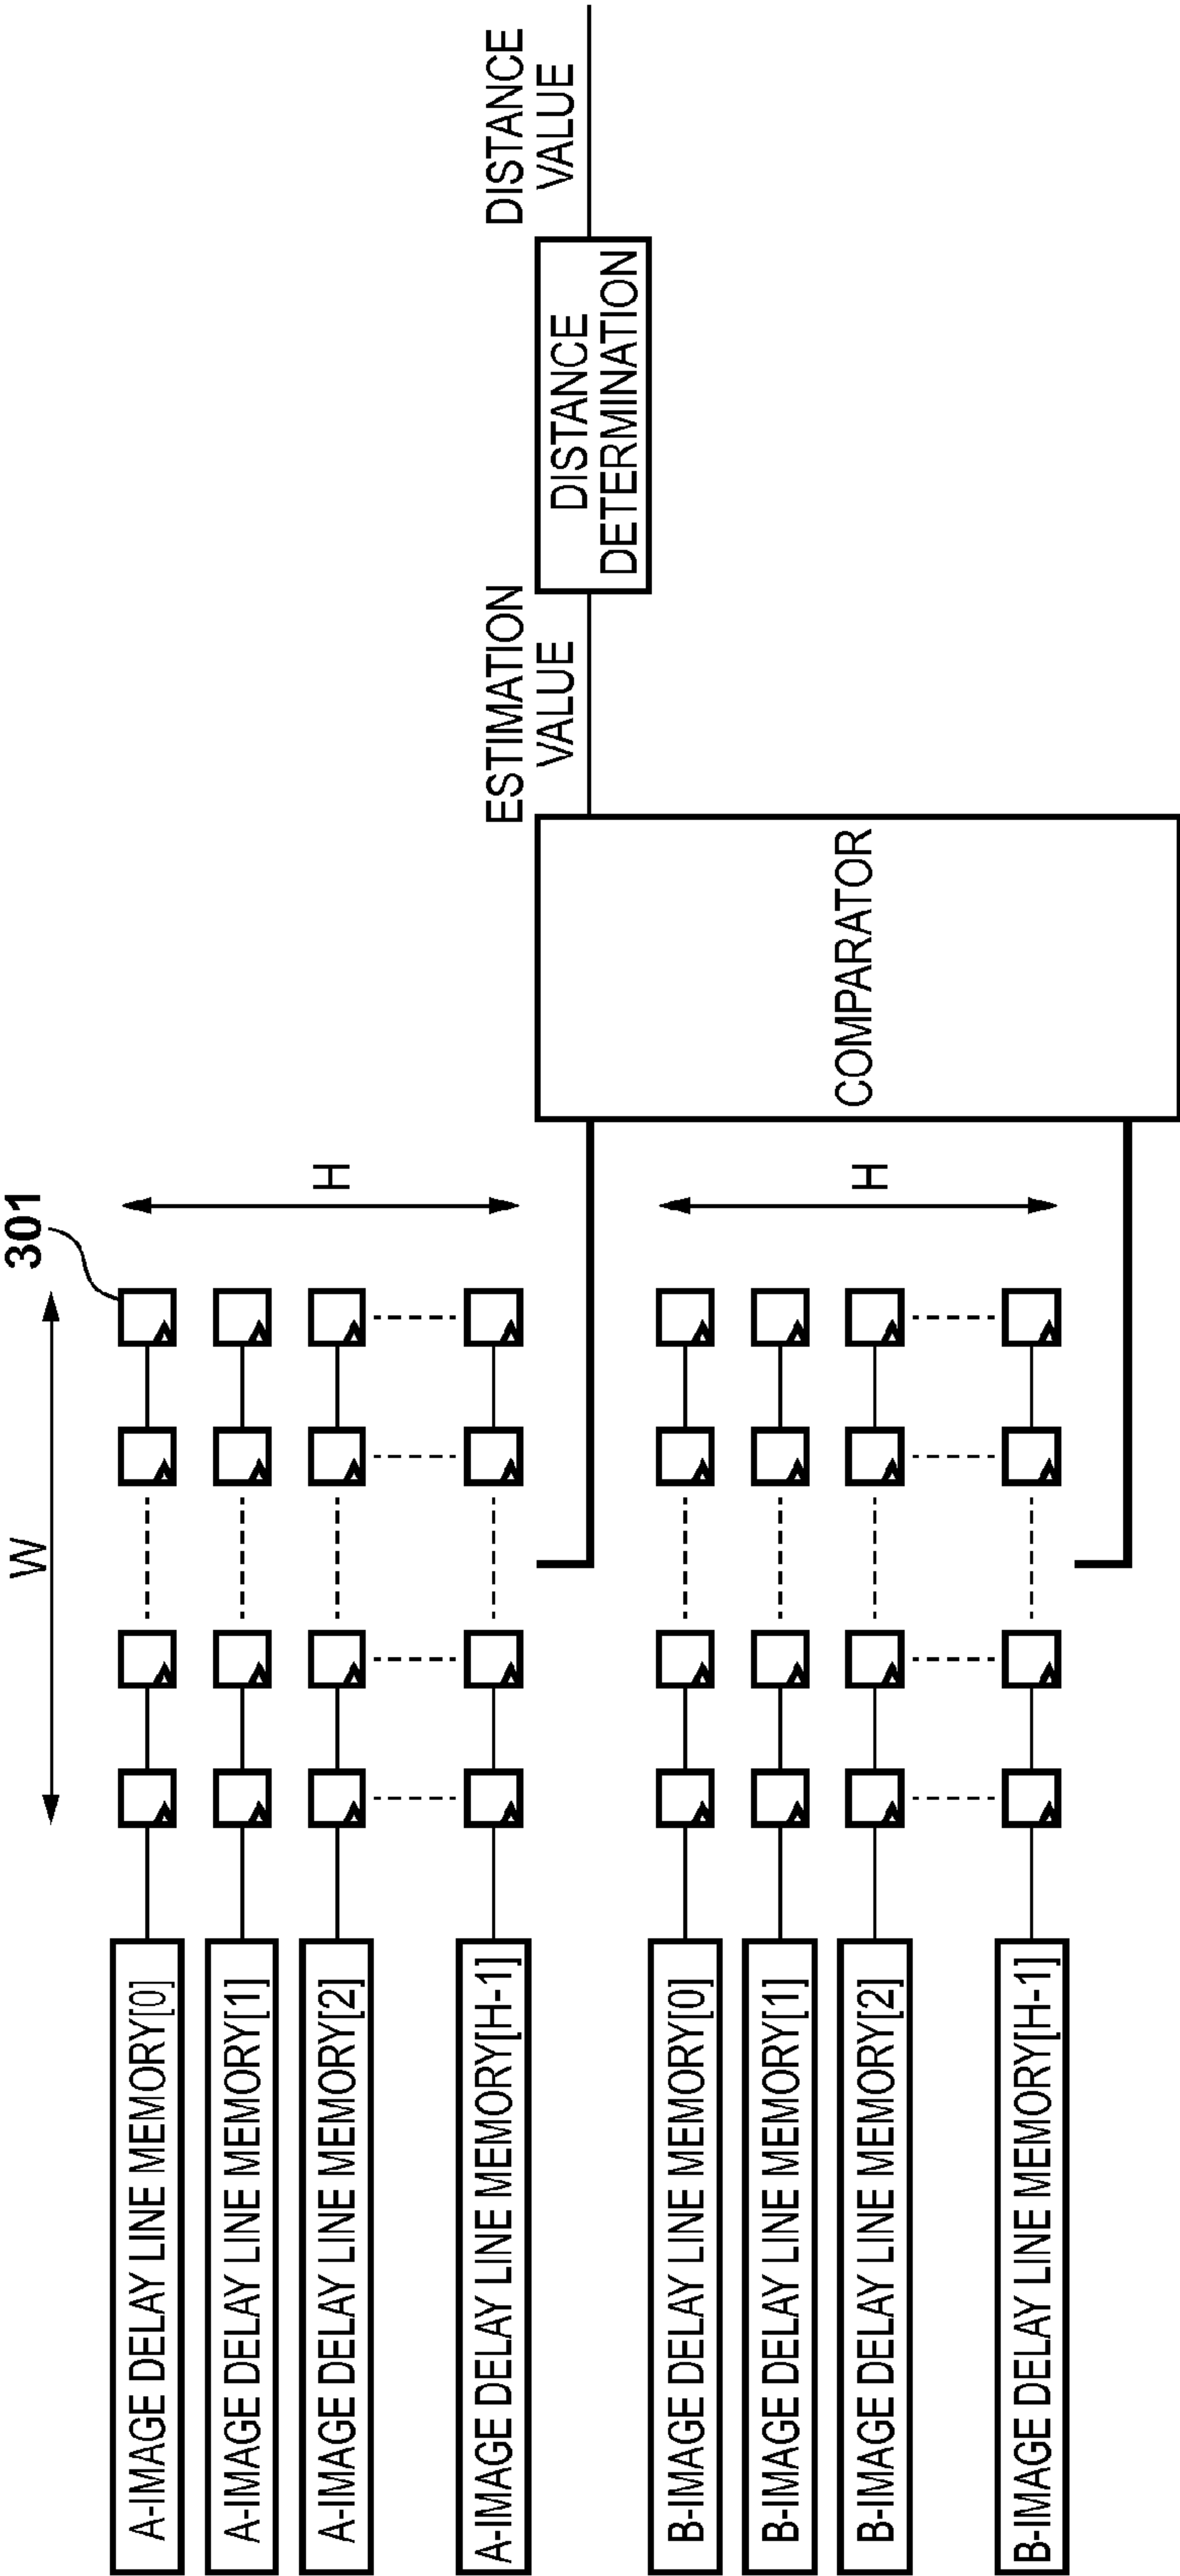 W
301
A-IMAGE DELAY LINE MEMORY[0]
A-IMAGE DELAY LINE MEMORY[1]
A-IMAGE DELAY LINE MEMORY[2]
A-IMAGE DELAY LINE MEMORY[H-1]
H
B-IMAGE DELAY LINE MEMORY[0]
B-IMAGE DELAY LINE MEMORY[1]
B-IMAGE DELAY LINE MEMORY[2]
B-IMAGE DELAY LINE MEMORY[H-1]
H
COMPARATOR
ESTIMATION
VALUE
DISTANCE
DETERMINATION
DISTANCE
VALUE